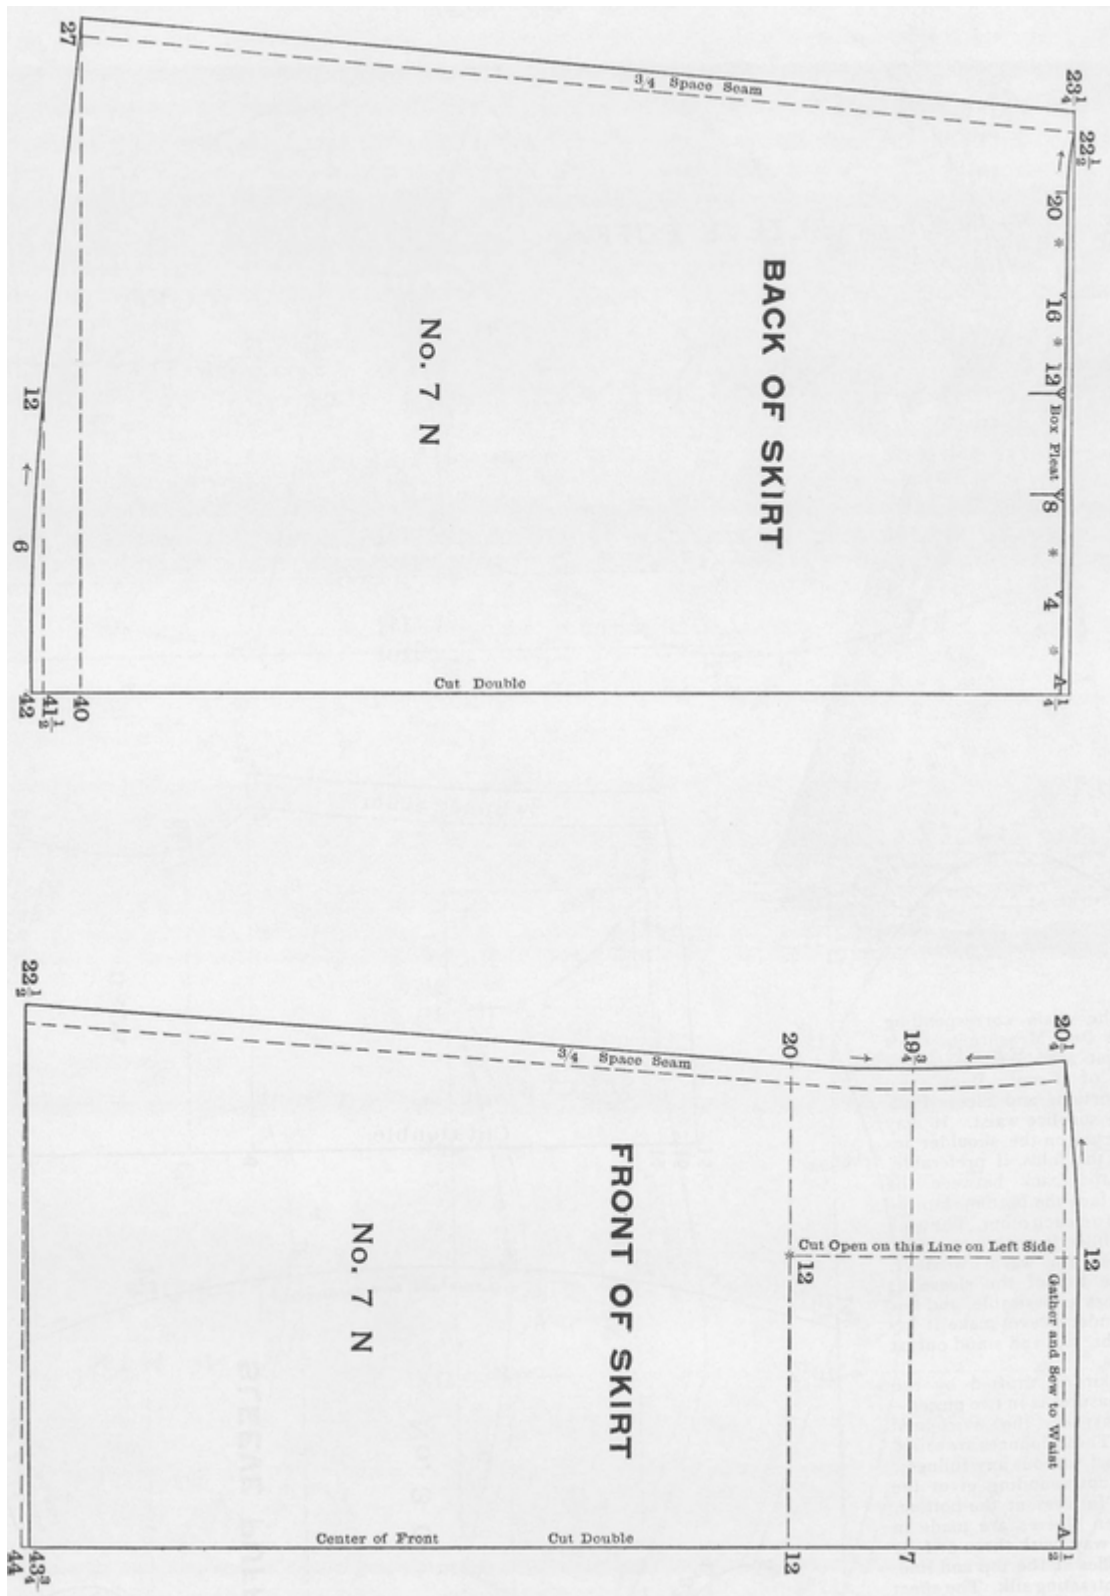 27
3/4 Space Seam
23 1/4
22 1/2
20
*
16
*
12
Box Pleat
8
*
4
*
A
1/4
BACK OF SKIRT
No. 7 N
12
6
Cut Double
42
41 1/2
40
22 1/2
3/4 Space Seam
20
19 3/4
20 1/4
12
Cut Open on this Line on Left Side
*
12
Gather and Sew to Waist
A
1/2
FRONT OF SKIRT
No. 7 N
Center of Front
Cut Double
44
43 3/4
12
7